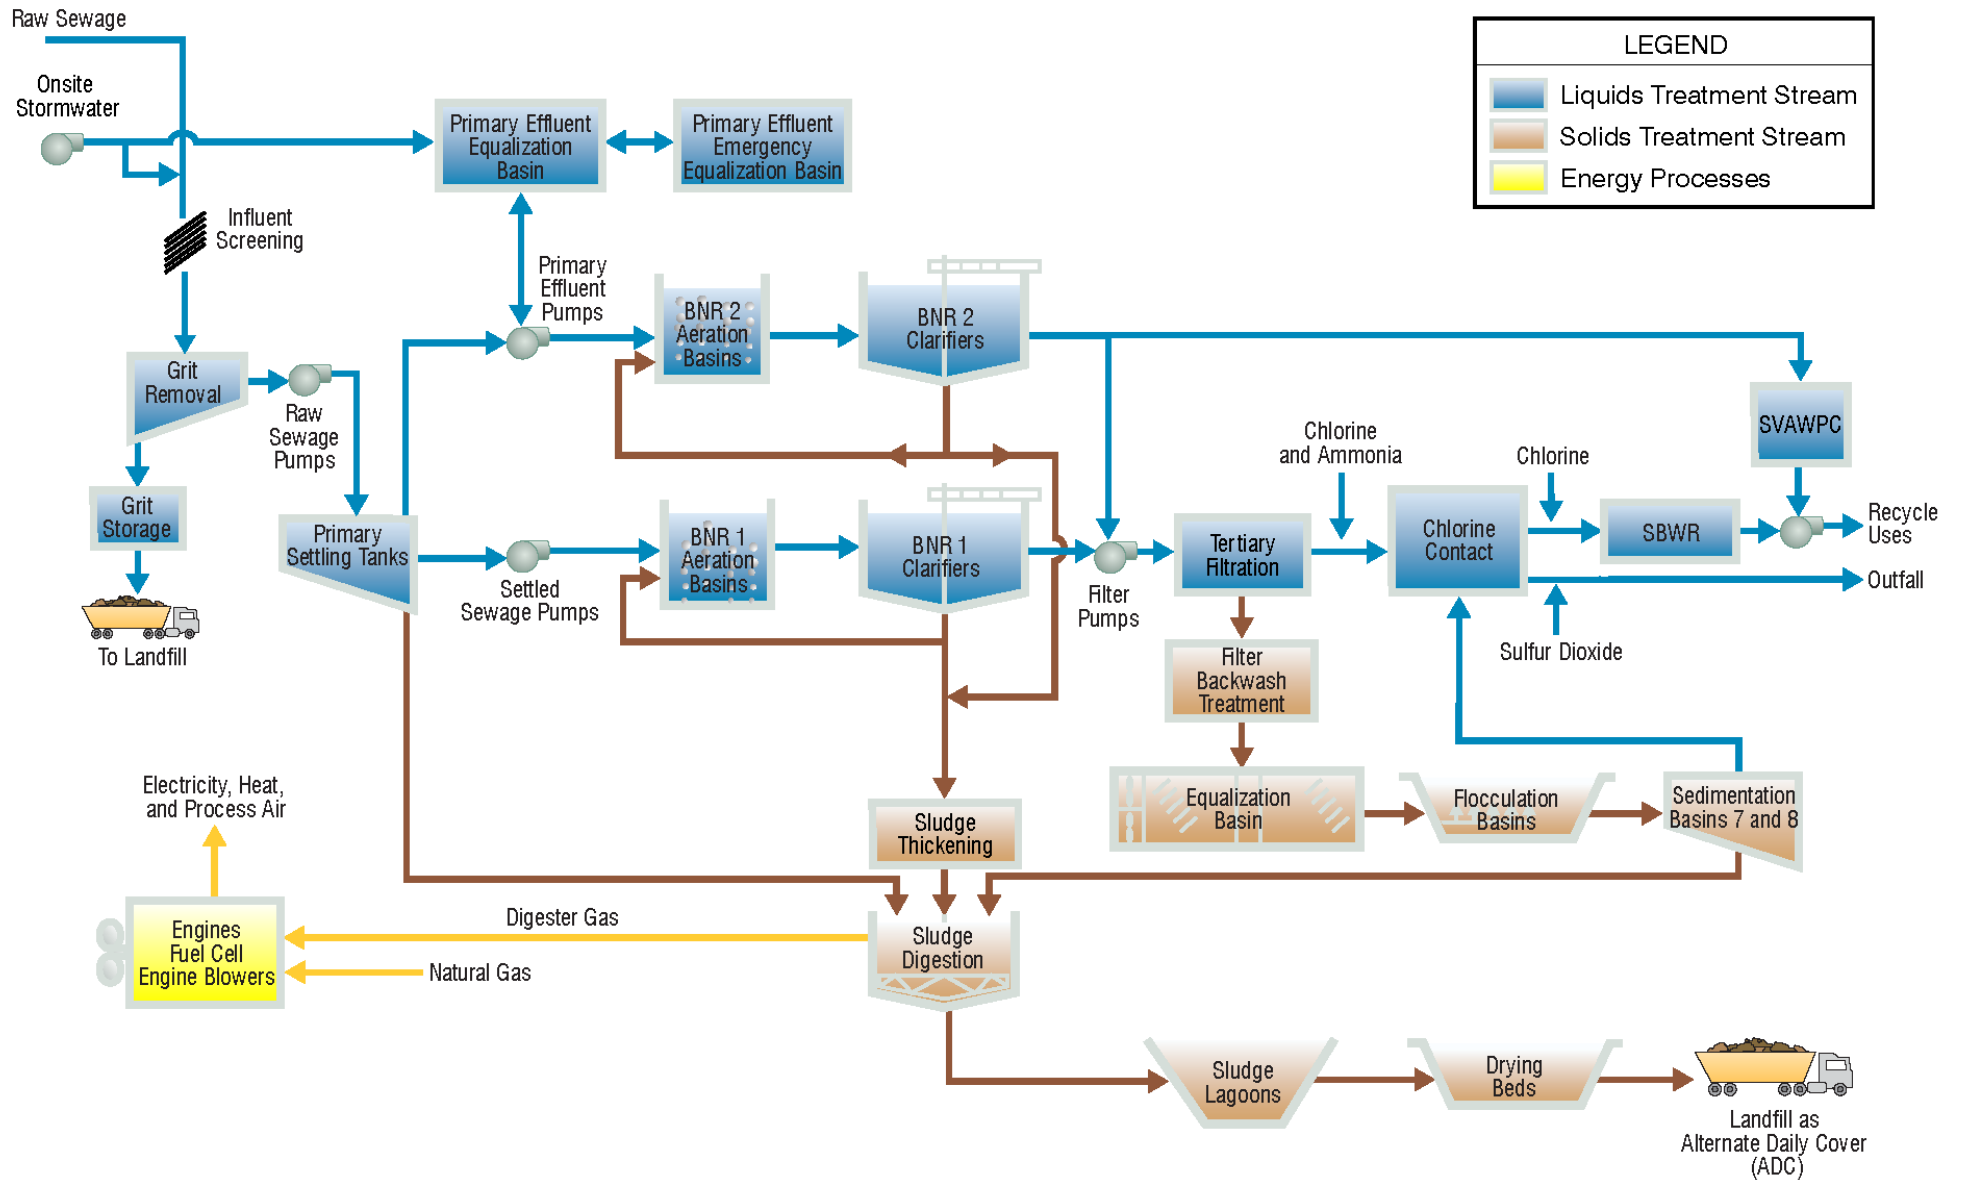 Raw Sewage
Onsite
Stormwater
Influent
Screening
Grit
Removal
Raw
Sewage
Pumps
Grit
Storage
To Landfill
Primary
Settling Tanks
Primary Effluent
Equalization
Basin
Primary Effluent
Emergency
Equalization Basin
Primary
Effluent
Pumps
BNR 2
Aeration
Basins
BNR 2
Clarifiers
Settled
Sewage Pumps
BNR 1
Aeration
Basins
BNR 1
Clarifiers
Filter
Pumps
Tertiary
Filtration
Chlorine
and Ammonia
Chlorine
Contact
Chlorine
SBWR
SVAWPC
Recycle
Uses
Outfall
Sulfur Dioxide
Filter
Backwash
Treatment
Equalization
Basin
Flocculation
Basins
Sedimentation
Basins 7 and 8
Sludge
Thickening
Sludge
Digestion
Digester Gas
Natural Gas
Electricity, Heat,
and Process Air
Engines
Fuel Cell
Engine Blowers
Sludge
Lagoons
Drying
Beds
Landfill as
Alternate Daily Cover
(ADC)
LEGEND
Liquids Treatment Stream
Solids Treatment Stream
Energy Processes